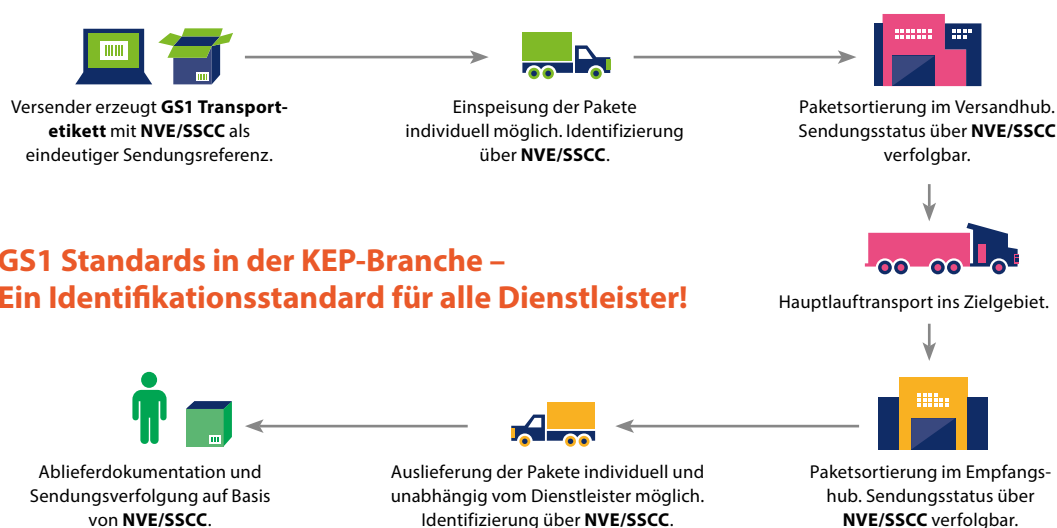 Versender erzeugt GS1 Transport-
etikett mit NVE/SSCC als
eindeutiger Sendungsreferenz.
Einspeisung der Pakete
individuell möglich. Identifizierung
über NVE/SSCC.
Paketsortierung im Versandhub.
Sendungsstatus über NVE/SSCC
verfolgbar.
GS1 Standards in der KEP-Branche –
Ein Identifikationsstandard für alle Dienstleister!
Hauptlauftransport ins Zielgebiet.
Paketsortierung im Empfangs-
hub. Sendungsstatus über
NVE/SSCC verfolgbar.
Auslieferung der Pakete individuell und
unabhängig vom Dienstleister möglich.
Identifizierung über NVE/SSCC.
Ablieferdokumentation und
Sendungsverfolgung auf Basis
von NVE/SSCC.